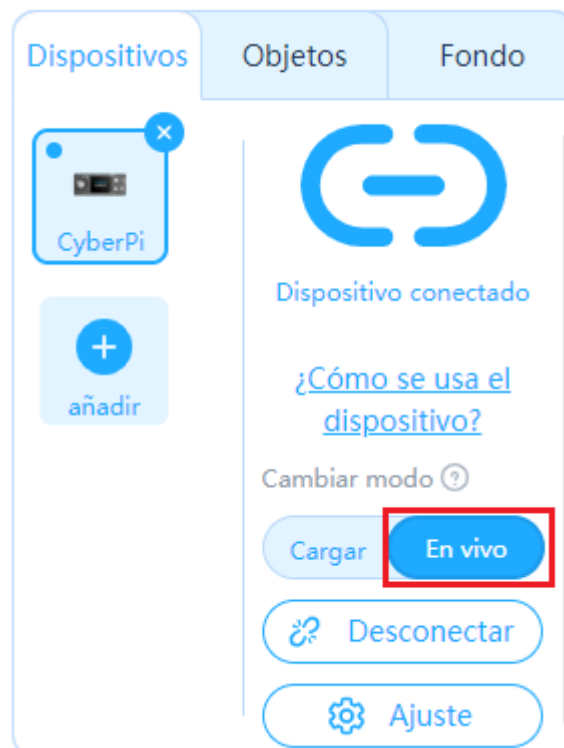 Dispositivos
Objetos
Fondo
CyberPi
añadir
Dispositivo conectado
¿Cómo se usa el
dispositivo?
Cambiar modo
Cargar
En vivo
Desconectar
Ajuste